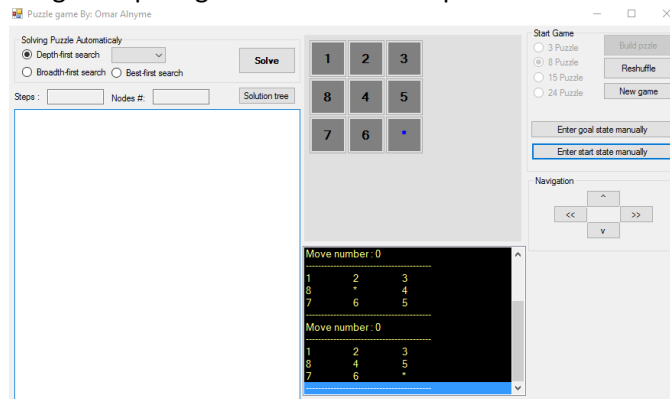 Puzzle game By: Omar Alnyme
Solving Puzzle Automaticaly
Depth-first search
Broadth-first search Best-first search
Solve
Steps : Nodes #: Solution tree
1 2 3
8 4 5
7 6 *
Move number : 0
1 2 3
8 * 4
7 6 5
Move number : 0
1 2 3
8 4 5
7 6 *
Start Game
3 Puzzle
8 Puzzle
15 Puzzle
24 Puzzle
Build pzzle
Reshuffle
New game
Enter goal state manually
Enter start state manually
Navigation
^
<< >>
v